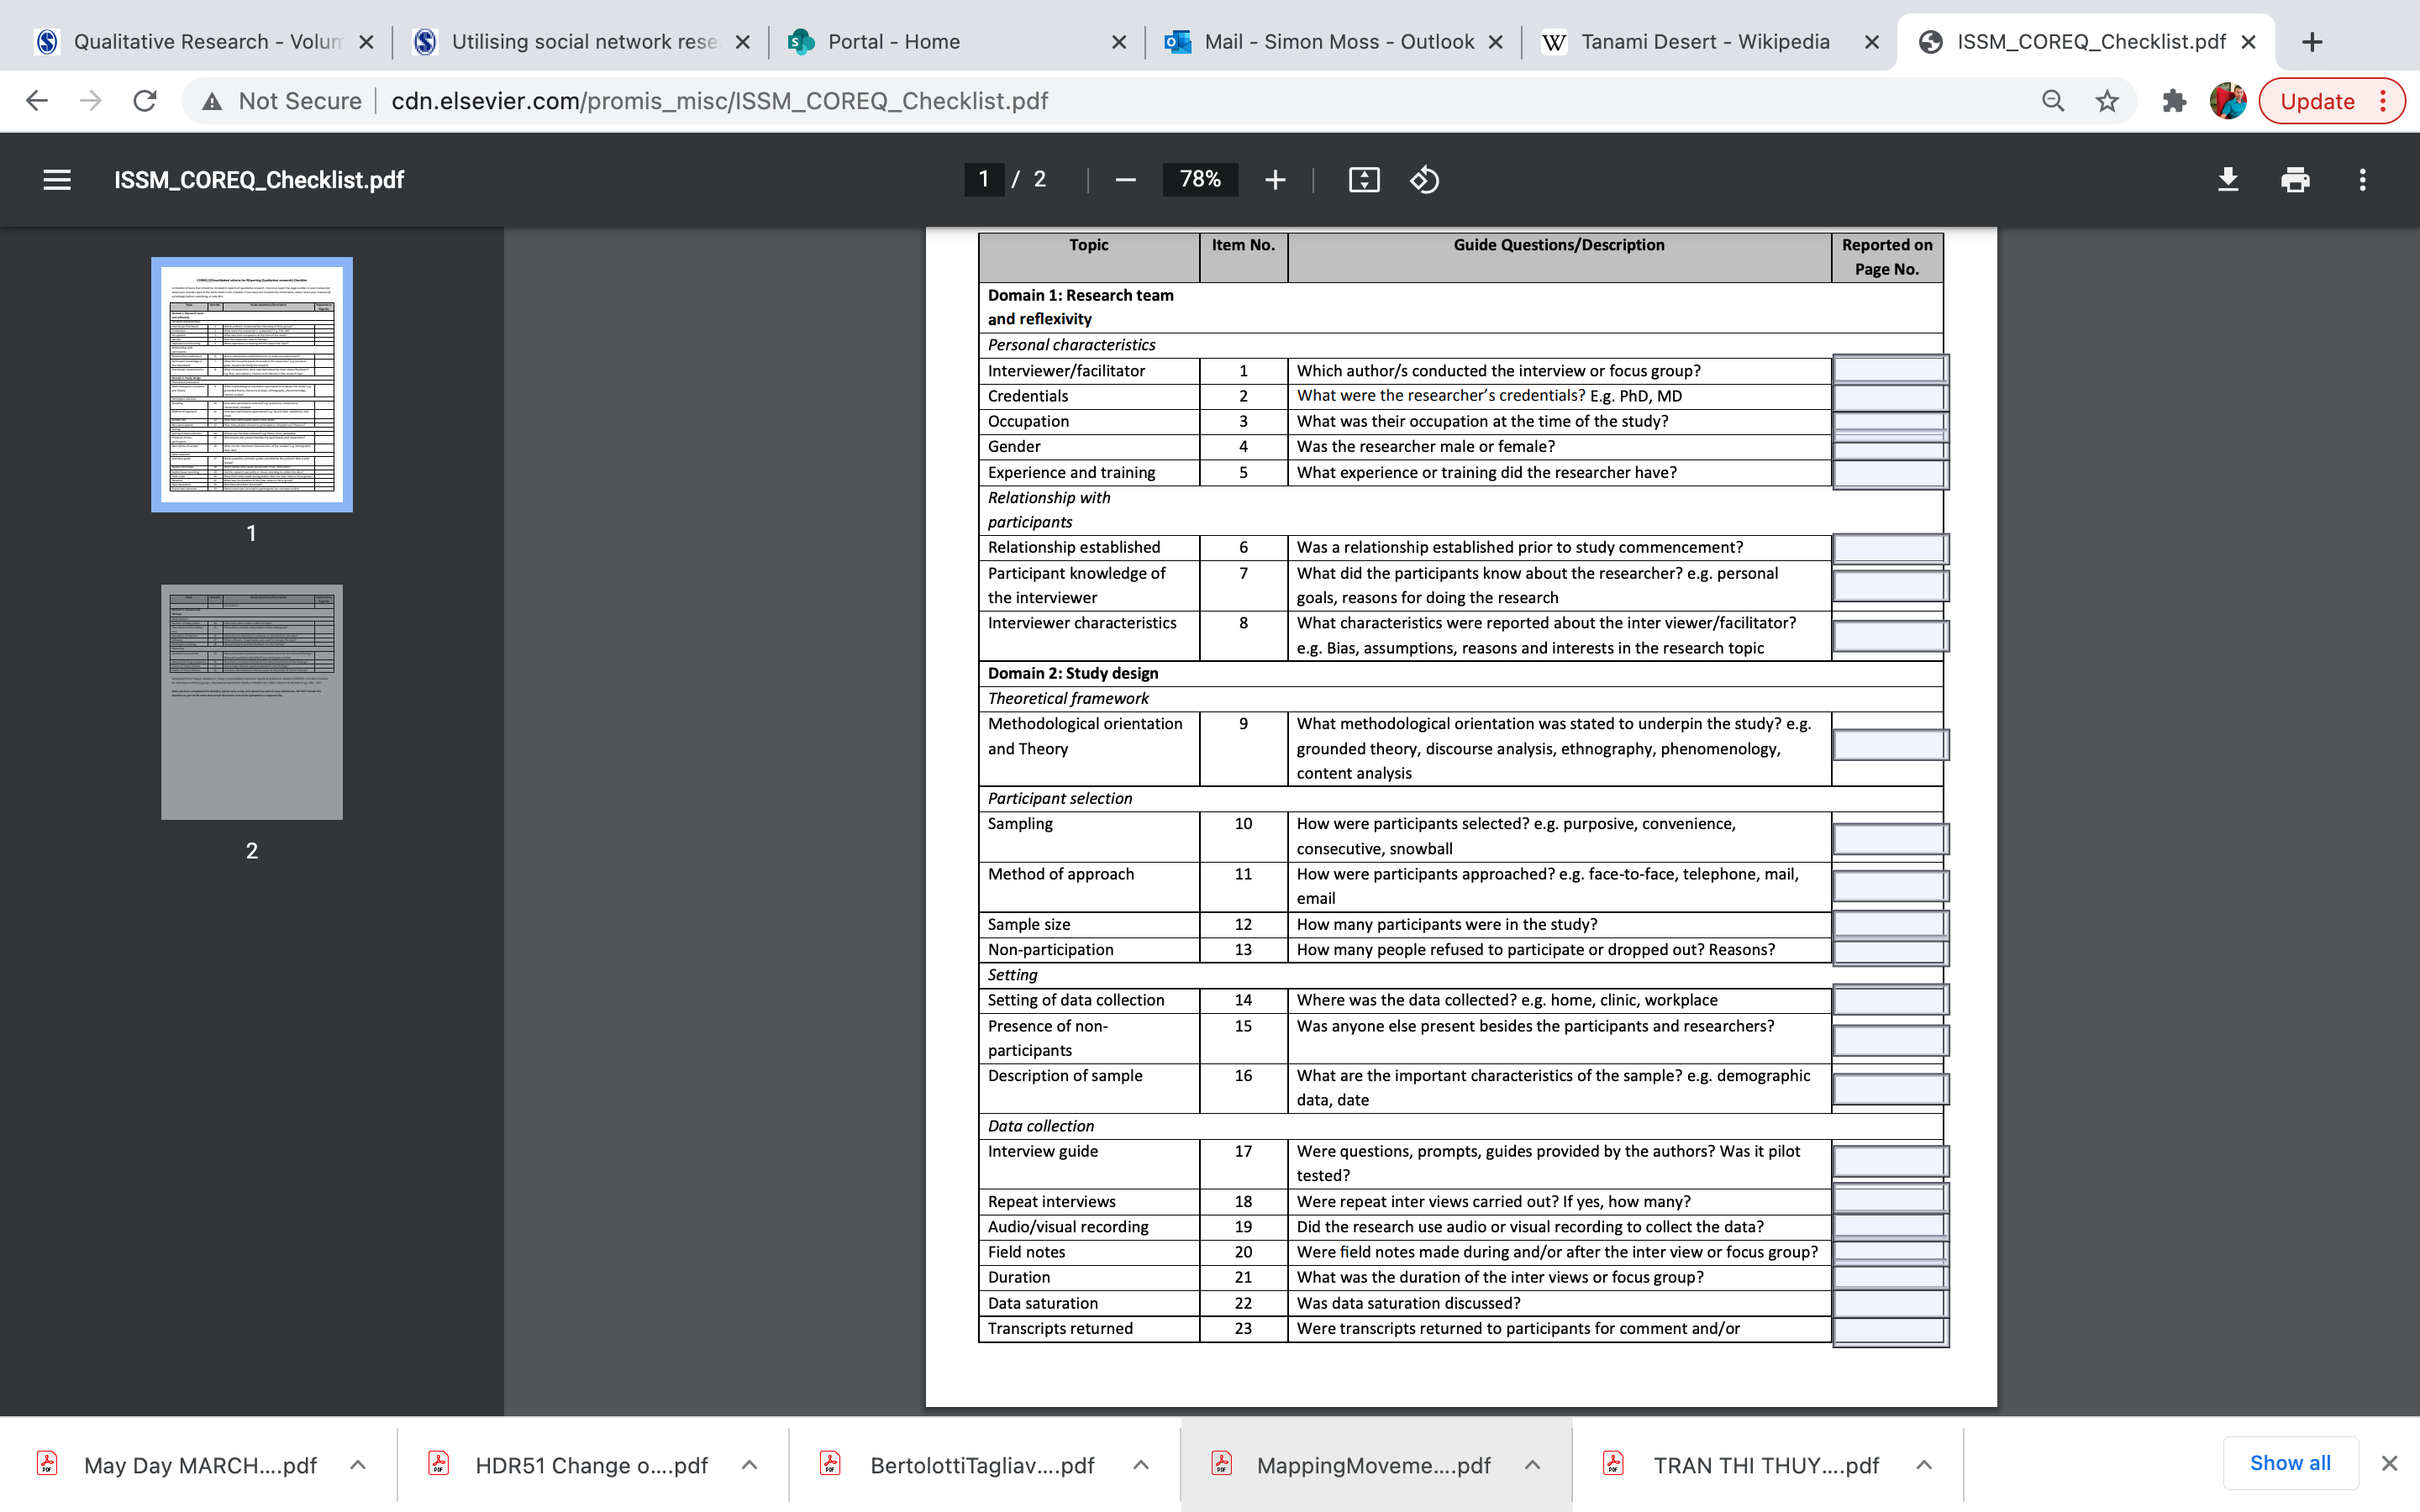 Qualitative Research - Volum
Utilising social network rese
Portal - Home
Mail - Simon Moss - Outlook
Tanami Desert - Wikipedia
ISSM_COREQ_Checklist.pdf
Not Secure
cdn.elsevier.com/promis_misc/ISSM_COREQ_Checklist.pdf
Update
ISSM_COREQ_Checklist.pdf
1 / 2
78%
1
2
Topic Item No. Guide Questions/Description Reported on
Page No.
Domain 1: Research team
and reflexivity
Personal characteristics
Interviewer/facilitator 1 Which author/s conducted the interview or focus group?
Credentials 2 What were the researcher’s credentials? E.g. PhD, MD
Occupation 3 What was their occupation at the time of the study?
Gender 4 Was the researcher male or female?
Experience and training 5 What experience or training did the researcher have?
Relationship with
participants
Relationship established 6 Was a relationship established prior to study commencement?
Participant knowledge of 7 What did the participants know about the researcher? e.g. personal
the interviewer goals, reasons for doing the research
Interviewer characteristics 8 What characteristics were reported about the inter viewer/facilitator?
e.g. Bias, assumptions, reasons and interests in the research topic
Domain 2: Study design
Theoretical framework
Methodological orientation 9 What methodological orientation was stated to underpin the study? e.g.
and Theory grounded theory, discourse analysis, ethnography, phenomenology,
content analysis
Participant selection
Sampling 10 How were participants selected? e.g. purposive, convenience,
consecutive, snowball
Method of approach 11 How were participants approached? e.g. face-to-face, telephone, mail,
email
Sample size 12 How many participants were in the study?
Non-participation 13 How many people refused to participate or dropped out? Reasons?
Setting
Setting of data collection 14 Where was the data collected? e.g. home, clinic, workplace
Presence of non- 15 Was anyone else present besides the participants and researchers?
participants
Description of sample 16 What are the important characteristics of the sample? e.g. demographic
data, date
Data collection
Interview guide 17 Were questions, prompts, guides provided by the authors? Was it pilot
tested?
Repeat interviews 18 Were repeat inter views carried out? If yes, how many?
Audio/visual recording 19 Did the research use audio or visual recording to collect the data?
Field notes 20 Were field notes made during and/or after the inter view or focus group?
Duration 21 What was the duration of the inter views or focus group?
Data saturation 22 Was data saturation discussed?
Transcripts returned 23 Were transcripts returned to participants for comment and/or
May Day MARCH....pdf
HDR51 Change o....pdf
BertolottiTagliav....pdf
MappingMoveme....pdf
TRAN THI THUY....pdf
Show all